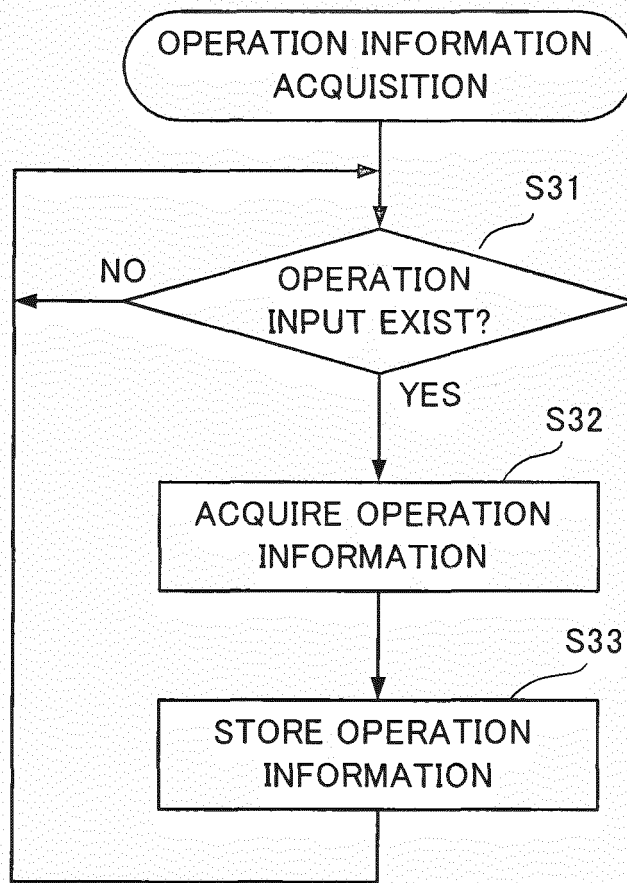 OPERATION INFORMATION
ACQUISITION
S31
NO
OPERATION
INPUT EXIST?
YES
S32
ACQUIRE OPERATION
INFORMATION
S33
STORE OPERATION
INFORMATION